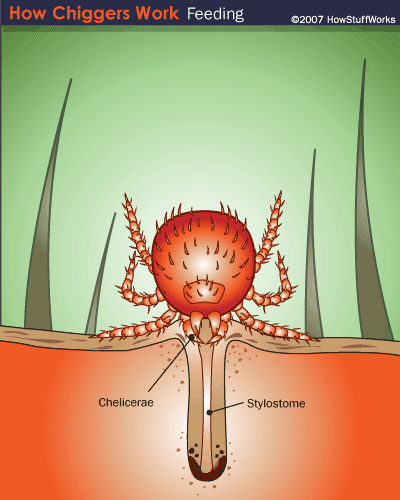 How Chiggers Work Feeding
©2007 HowStuffWorks
Chelicerae
Stylostome